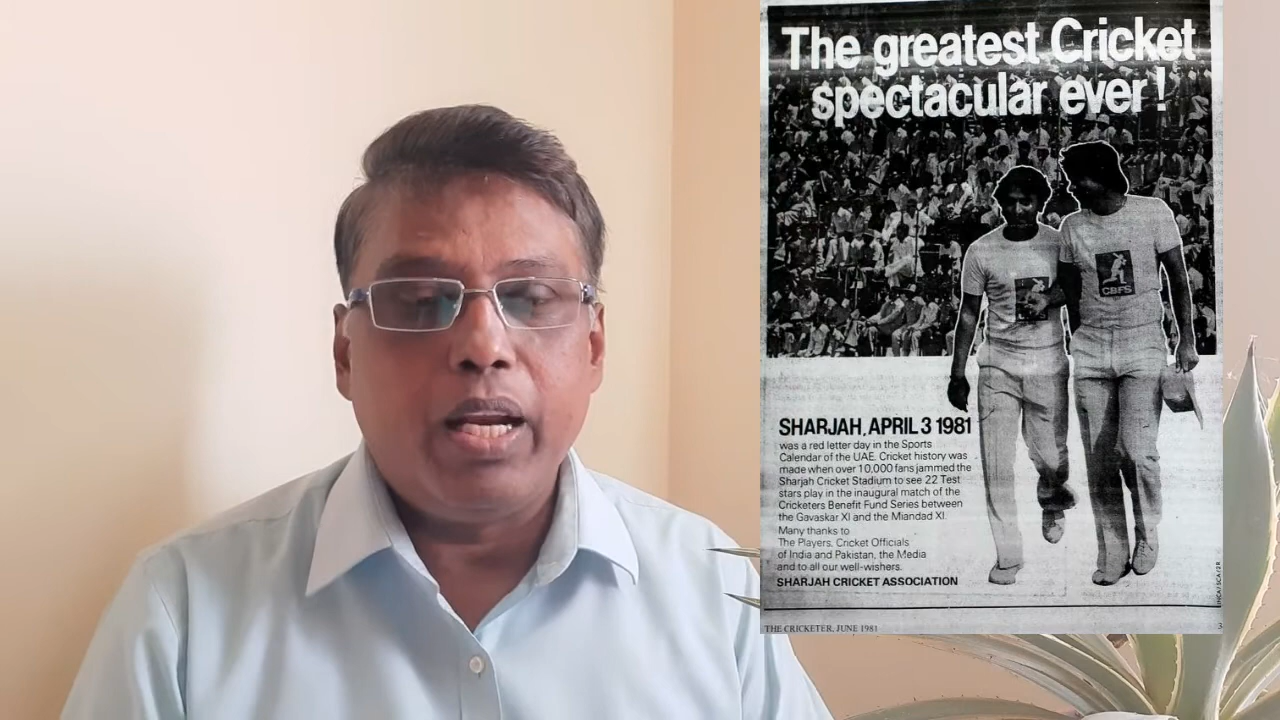 The greatest Cricket
spectacular ever!
CBFS
SHARJAH, APRIL 3 1981
was a red letter day in the Sports
Calendar of the UAE. Cricket history was
made when over 10,000 fans jammed the
Sharjah Cricket Stadium to see 22 Test
stars play in the inaugural match of the
Cricketers Benefit Fund Series between
the Gavaskar XI and the Miandad XI.
Many thanks to
The Players, Cricket Officials
of India and Pakistan, the Media
and to all our well-wishers.
SHARJAH CRICKET ASSOCIATION
THE CRICKETER, JUNE 1981
3